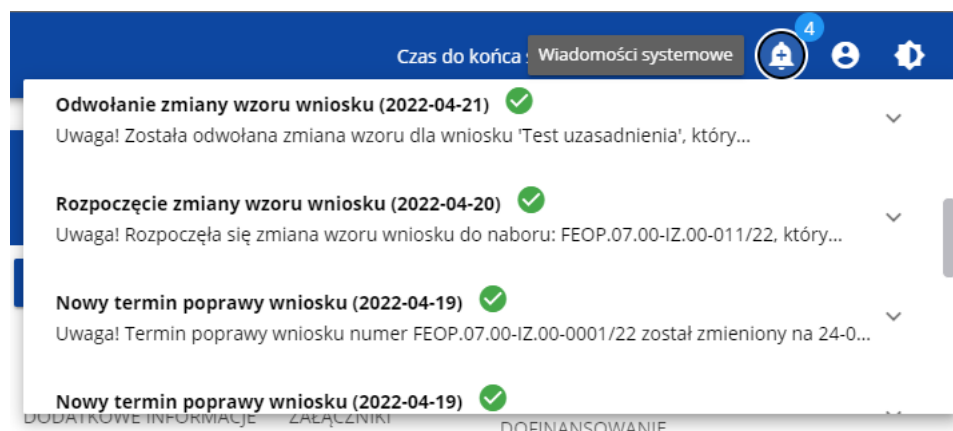 4
Czas do końca
Wiadomości systemowe
Odwołanie zmiany wzoru wniosku (2022-04-21)
Uwaga! Została odwołana zmiana wzoru dla wniosku 'Test uzasadnienia', który...
Rozpoczęcie zmiany wzoru wniosku (2022-04-20)
Uwaga! Rozpoczęła się zmiana wzoru wniosku do naboru: FEOP.07.00-IZ.00-011/22, który...
Nowy termin poprawy wniosku (2022-04-19)
Uwaga! Termin poprawy wniosku numer FEOP.07.00-IZ.00-0001/22 został zmieniony na 24-0...
Nowy termin poprawy wniosku (2022-04-19)
DODATKOWE INFORMACJE ZAŁĄCZNIKI DOFINANSOWANIE